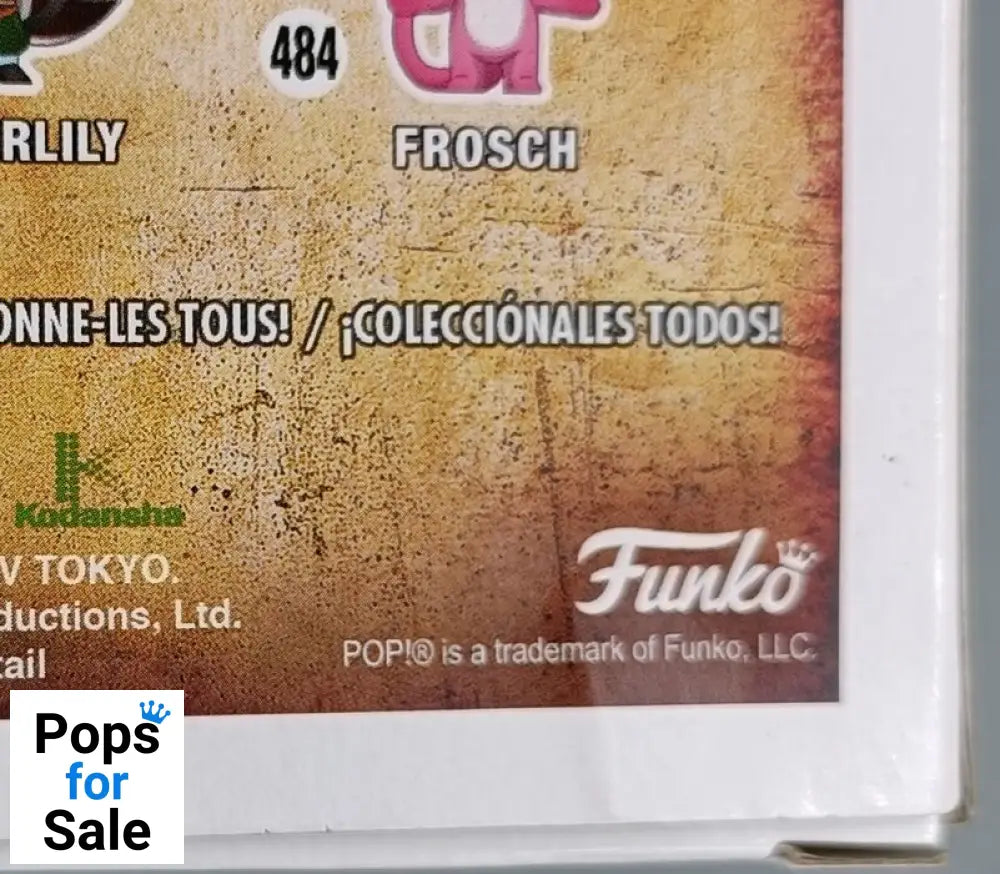 484
RLILY
FROSCH
ONNE-LES TOUS! / ¡COLECCIÓNALES TODOS!
Kodansha
V TOKYO.
ductions, Ltd.
tail
Funko
POP!® is a trademark of Funko, LLC.
Pops
for
Sale